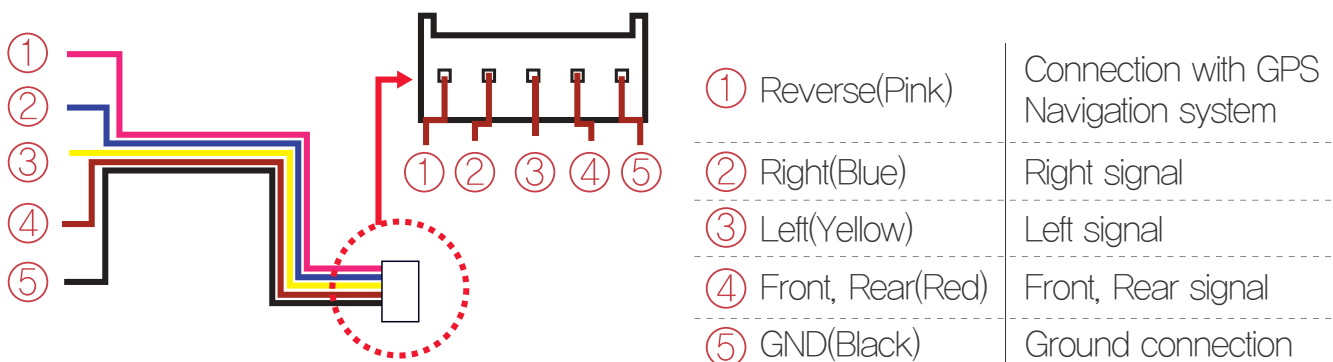 ①
②
③
④
⑤
① ② ③ ④ ⑤
① Reverse(Pink) Connection with GPS
Navigation system
② Right(Blue) Right signal
③ Left(Yellow) Left signal
④ Front, Rear(Red) Front, Rear signal
⑤ GND(Black) Ground connection